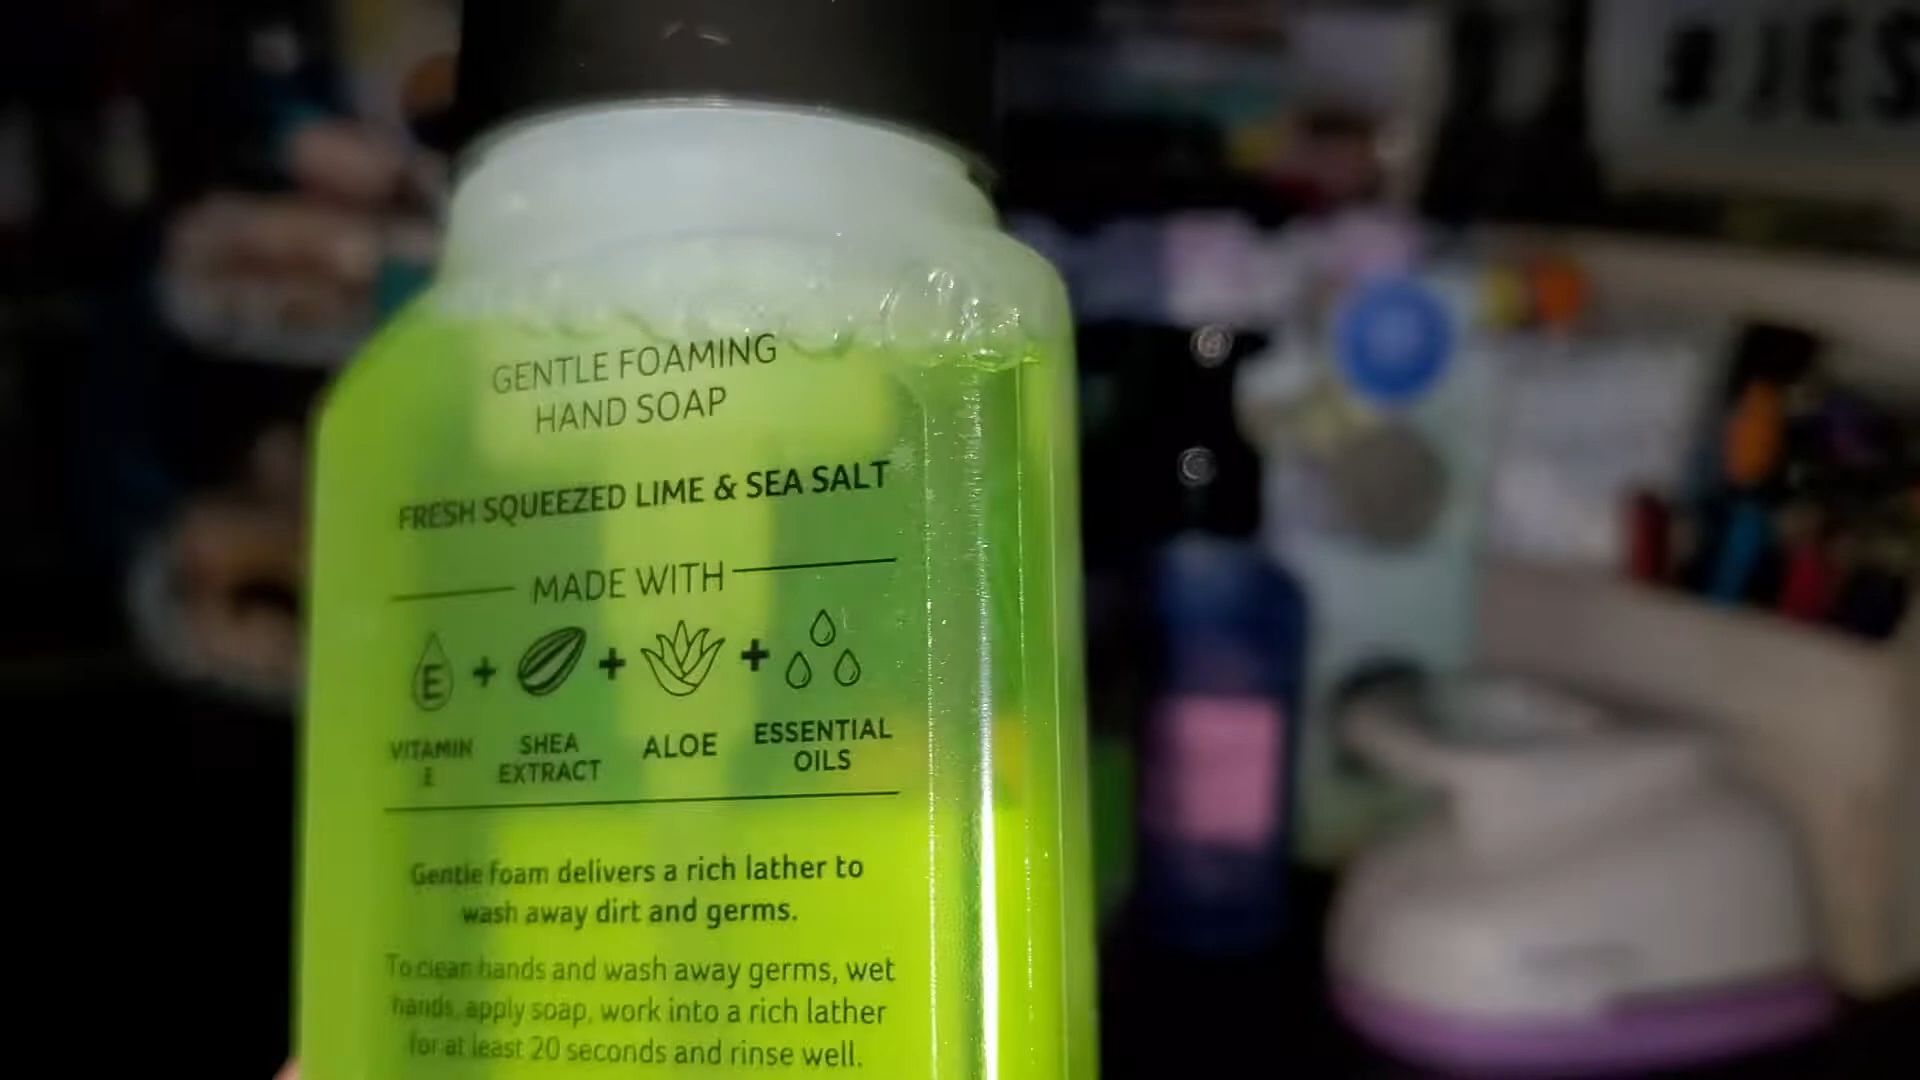 #JES
GENTLE FOAMING
HAND SOAP
FRESH SQUEEZED LIME & SEA SALT
MADE WITH
E
VITAMIN
E
SHEA
EXTRACT
ALOE
ESSENTIAL
OILS
Gentle foam delivers a rich lather to
wash away dirt and germs.
To clean hands and wash away germs, wet
hands, apply soap, work into a rich lather
for at least 20 seconds and rinse well.